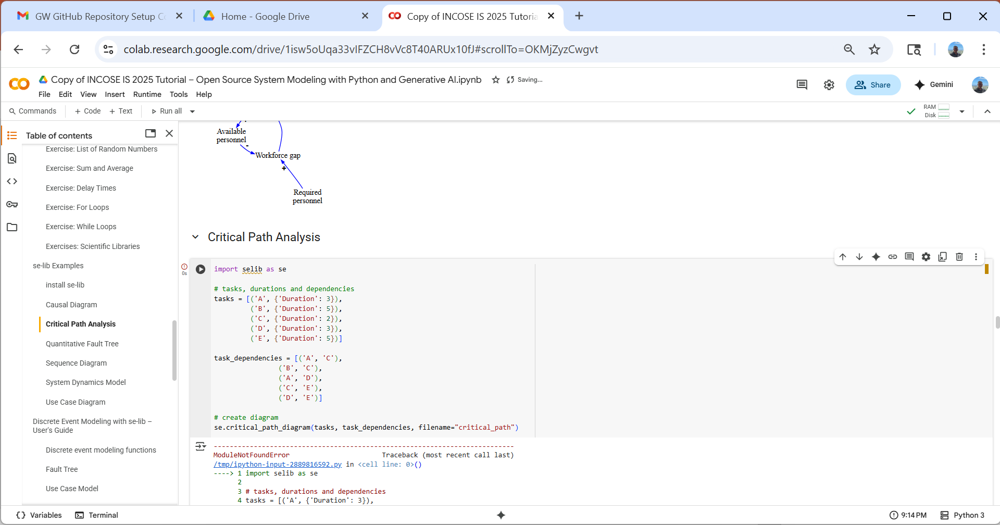 GW GitHub Repository Setup Co
Home - Google Drive
Copy of INCOSE IS 2025 Tutoria
colab.research.google.com/drive/1isw5oUqa33vIFZCH8vVc8T40ARUx10fJ#scrollTo=OKMjZyzCwgvt
Copy of INCOSE IS 2025 Tutorial – Open Source System Modeling with Python and Generative AI.ipynb
Saving...
File Edit View Insert Runtime Tools Help
Share
Gemini
Commands + Code + Text Run all
RAM
Disk
Table of contents
Exercise: List of Random Numbers
Exercise: Sum and Average
Exercise: Delay Times
Exercise: For Loops
Exercise: While Loops
Exercises: Scientific Libraries
se-lib Examples
install se-lib
Causal Diagram
Critical Path Analysis
Quantitative Fault Tree
Sequence Diagram
System Dynamics Model
Use Case Diagram
Discrete Event Modeling with se-lib –
User's Guide
Discrete event modeling functions
Fault Tree
Use Case Model
Available
personnel
-
Workforce gap
+
Required
personnel
Critical Path Analysis
0s
import selib as se
# tasks, durations and dependencies
tasks = [('A', {'Duration': 3}),
('B', {'Duration': 5}),
('C', {'Duration': 2}),
('D', {'Duration': 3}),
('E', {'Duration': 5})]
task_dependencies = [('A', 'C'),
('B', 'C'),
('A', 'D'),
('C', 'E'),
('D', 'E')]
# create diagram
se.critical_path_diagram(tasks, task_dependencies, filename="critical_path")
---------------------------------------------------------------------------
ModuleNotFoundError Traceback (most recent call last)
/tmp/ipython-input-2889816592.py in <cell line: 0>()
----> 1 import selib as se
2
3 # tasks, durations and dependencies
4 tasks = [('A', {'Duration': 3}),
Variables
Terminal
9:14 PM
Python 3